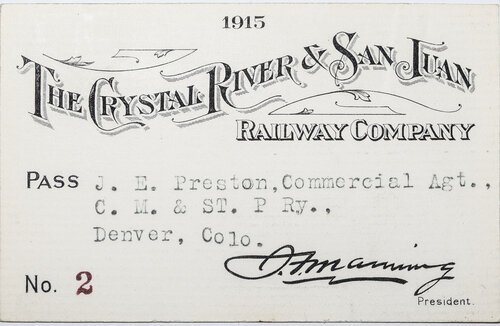 1915
THE CRYSTAL RIVER & SAN JUAN
RAILWAY COMPANY
PASS J. E. Preston, Commercial Agt.,
C. M. & ST. P Ry.,
Denver, Colo.
Manning
No. 2
President.